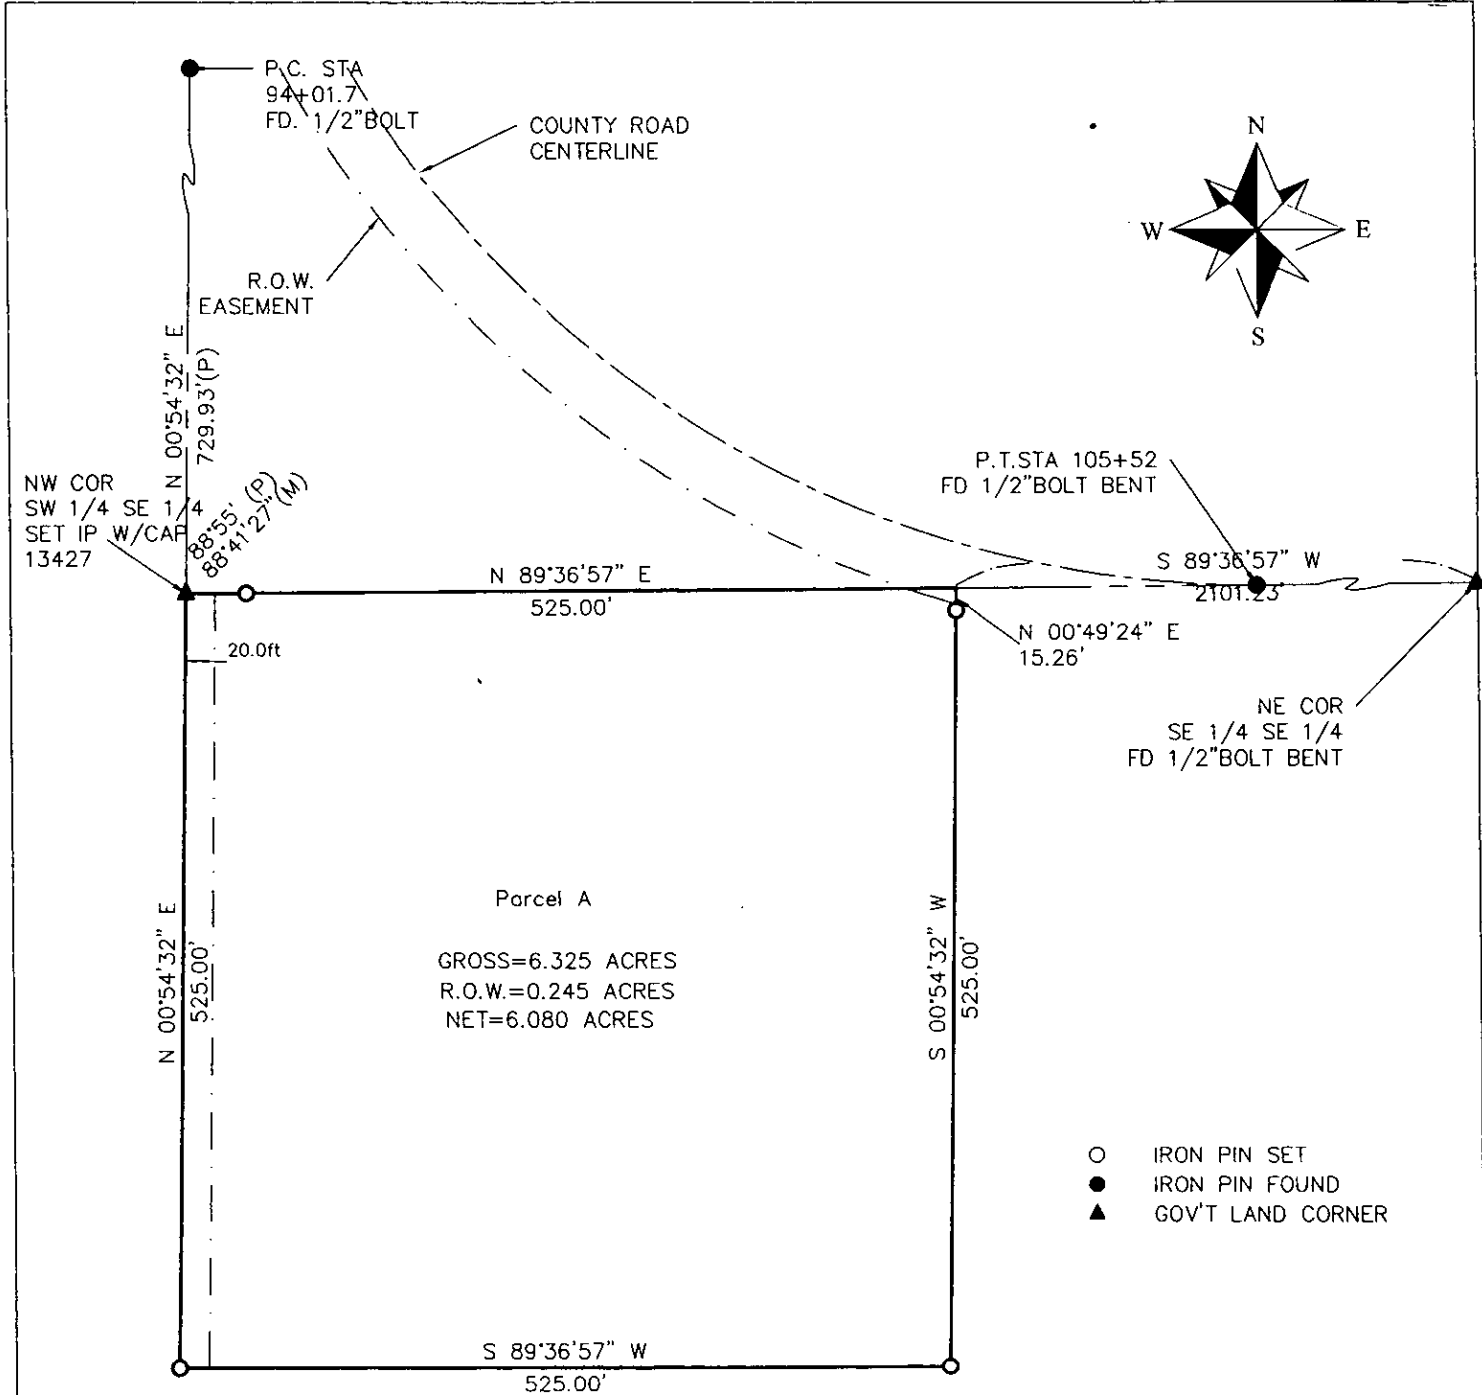 P.C. STA
94+01.7
FD. 1/2"BOLT
COUNTY ROAD
CENTERLINE
N
W
E
S
R.O.W.
EASEMENT
N 00°54'32" E
729.93'(P)
NW COR
SW 1/4 SE 1/4
SET IP W/CAP
13427
88°55' (P)
88°41'27"(M)
P.T.STA 105+52
FD 1/2"BOLT BENT
N 89°36'57" E
525.00'
S 89°36'57" W
2101.23'
20.0ft
N 00°49'24" E
15.26'
NE COR
SE 1/4 SE 1/4
FD 1/2"BOLT BENT
Parcel A
GROSS=6.325 ACRES
R.O.W.=0.245 ACRES
NET=6.080 ACRES
N 00°54'32" E
525.00'
S 00°54'32" W
525.00'
IRON PIN SET
IRON PIN FOUND
GOV'T LAND CORNER
S 89°36'57" W
525.00'